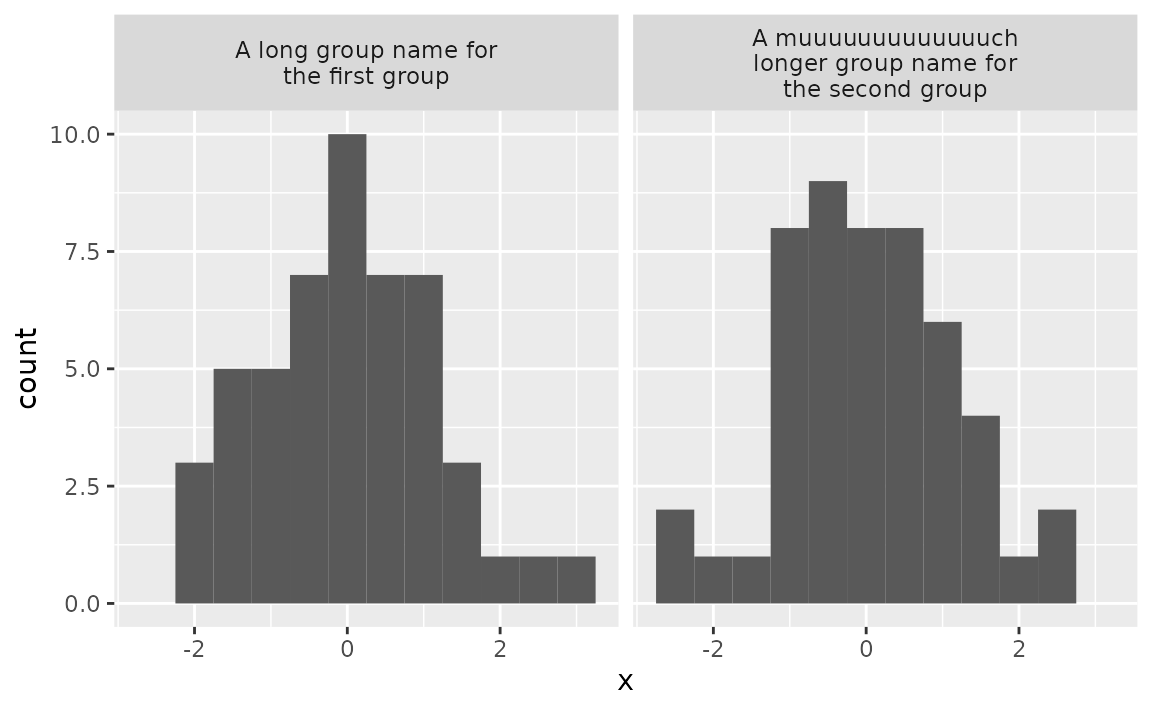 A long group name for
the first group
A muuuuuuuuuuuuuch
longer group name for
the second group
10.0
7.5
5.0
2.5
0.0
count
-2 0 2
-2 0 2
x